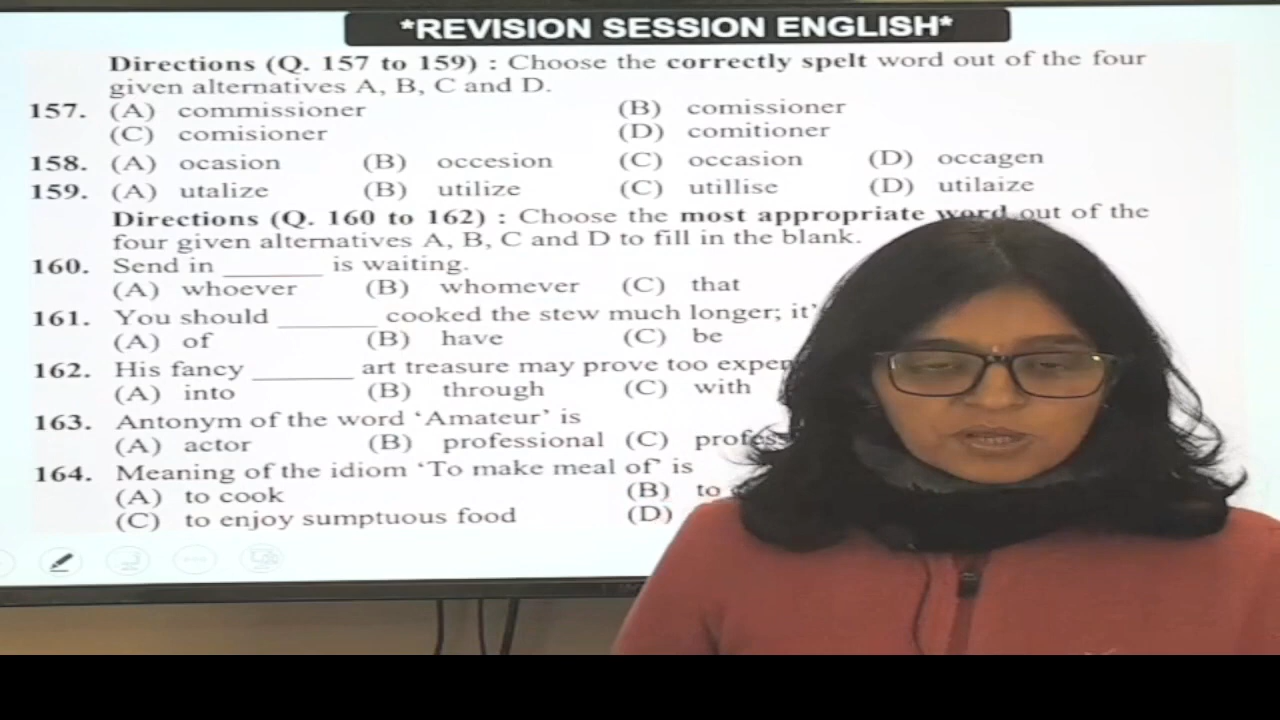 *REVISION SESSION ENGLISH*
Directions (Q. 157 to 159) : Choose the correctly spelt word out of the four
given alternatives A, B, C and D.
157. (A) commissioner (B) comissioner
(C) comisioner (D) comitioner
158. (A) ocasion (B) occesion (C) occasion (D) occagen
159. (A) utalize (B) utilize (C) utillise (D) utilaize
Directions (Q. 160 to 162) : Choose the most appropriate word out of the
four given alternatives A, B, C and D to fill in the blank.
160. Send in ________ is waiting.
(A) whoever (B) whomever (C) that
161. You should ________ cooked the stew much longer; it'
(A) of (B) have (C) be
162. His fancy ________ art treasure may prove too
(A) into (B) through (C) with
163. Antonym of the word ‘Amateur’ is
(A) actor (B) professional (C)
164. Meaning of the idiom ‘To make meal of’ is
(A) to cook (B) to
(C) to enjoy sumptuous food (D)